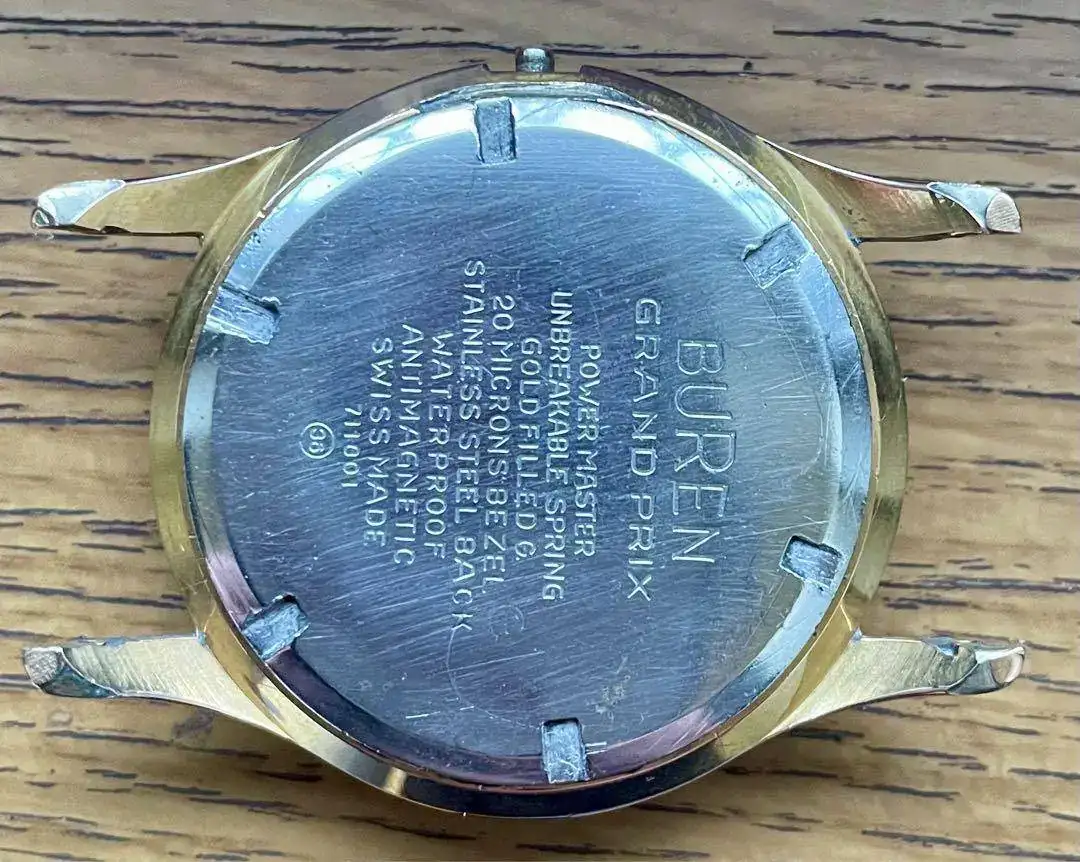 BUREN
GRAND PRIX
POWER MASTER
UNBREAKABLE SPRING
GOLD FILLED G.
20 MICRONS BEZEL
STAINLESS STEEL BACK
WATERPROOF
ANTIMAGNETIC
SWISS MADE
711001
38